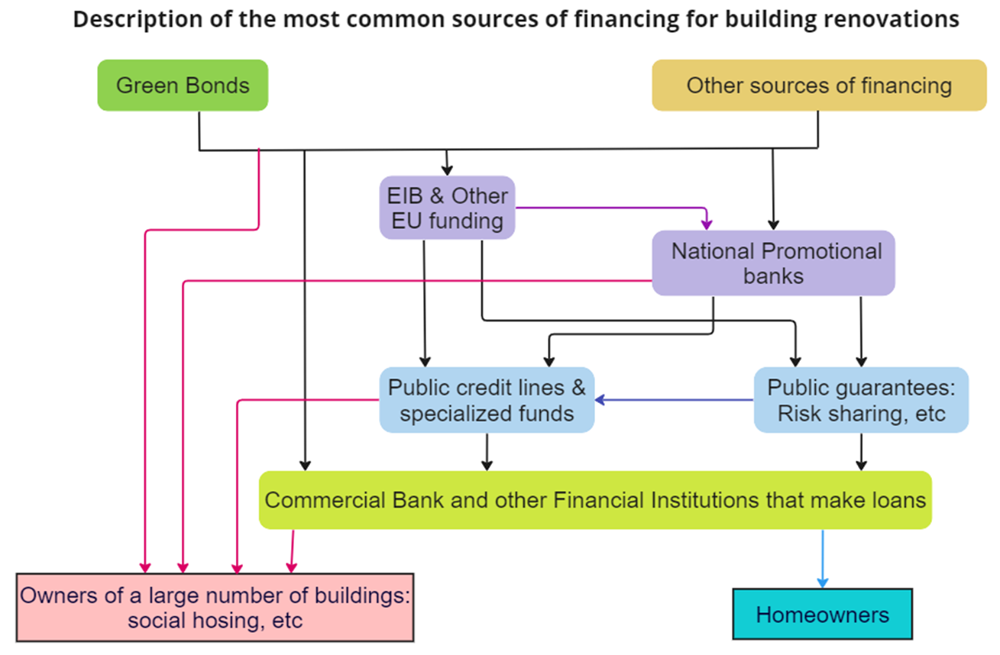 Description of the most common sources of financing for building renovations
Green Bonds
Other sources of financing
EIB & Other
EU funding
National Promotional
banks
Public credit lines &
specialized funds
Public guarantees:
Risk sharing, etc
Commercial Bank and other Financial Institutions that make loans
Owners of a large number of buildings:
social hosing, etc
Homeowners